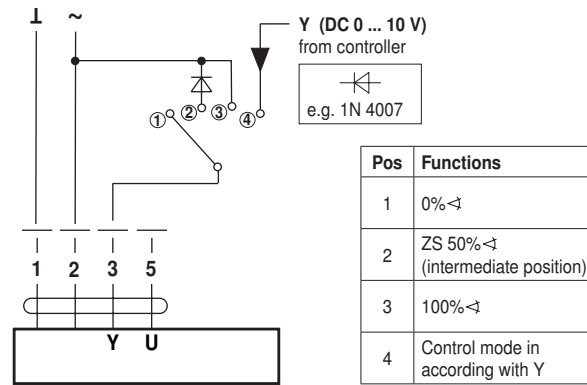 ⊥ ~
Y (DC 0 ... 10 V)
from controller
e.g. 1N 4007
① ② ③ ④
Pos Functions
1 0%∢
2 ZS 50%∢
(intermediate position)
3 100%∢
4 Control mode in
according with Y
1 2 3 5
Y U